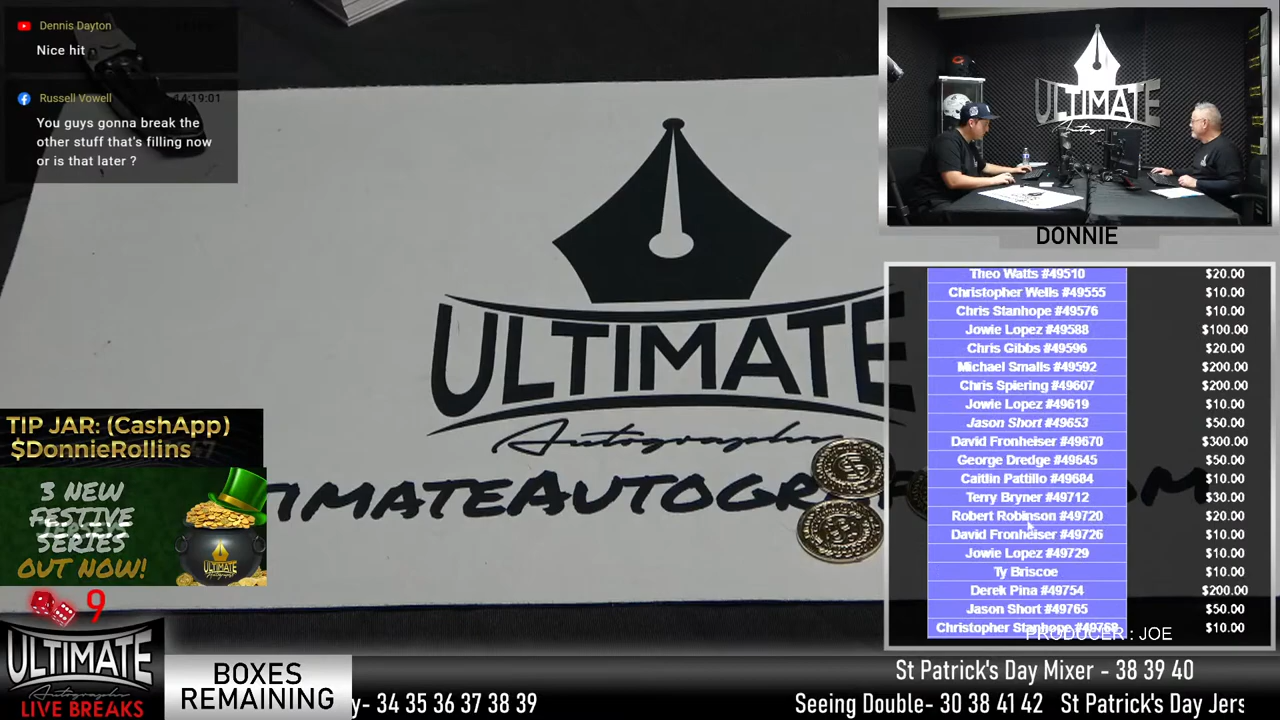 Dennis Dayton
Nice hit
Russell Vowell
14:19:01
You guys gonna break the
other stuff that's filling now
or is that later ?
ULTIMATE
Autographs
DONNIE
Theo Watts #49510 $20.00
Christopher Wells #49555 $10.00
Chris Stanhope #49576 $10.00
Jowie Lopez #49588 $100.00
Chris Gibbs #49596 $20.00
Michael Smalls #49592 $200.00
Chris Spiering #49607 $200.00
Jowie Lopez #49619 $10.00
Jason Short #49653 $50.00
David Fronheiser #49670 $300.00
George Dredge #49645 $50.00
Caitlin Pattillo #49684 $10.00
Terry Bryner #49712 $30.00
Robert Robinson #49720 $20.00
David Fronheiser #49726 $10.00
Jowie Lopez #49729 $10.00
Ty Briscoe $10.00
Derek Pina #49754 $200.00
Jason Short #49765 $50.00
Christopher Stanhope #49768 $10.00
PRODUCER : JOE
ULTIMATE
Autographs
TIP JAR: (CashApp)
$DonnieRollins
3 NEW
FESTIVE
SERIES
OUT NOW!
ULTIMATE
9
ULTIMATE
Autographs
LIVE BREAKS
BOXES
REMAINING
St Patrick's Day Mixer - 38 39 40
y- 34 35 36 37 38 39
Seeing Double- 30 38 41 42 St Patrick's Day Jers